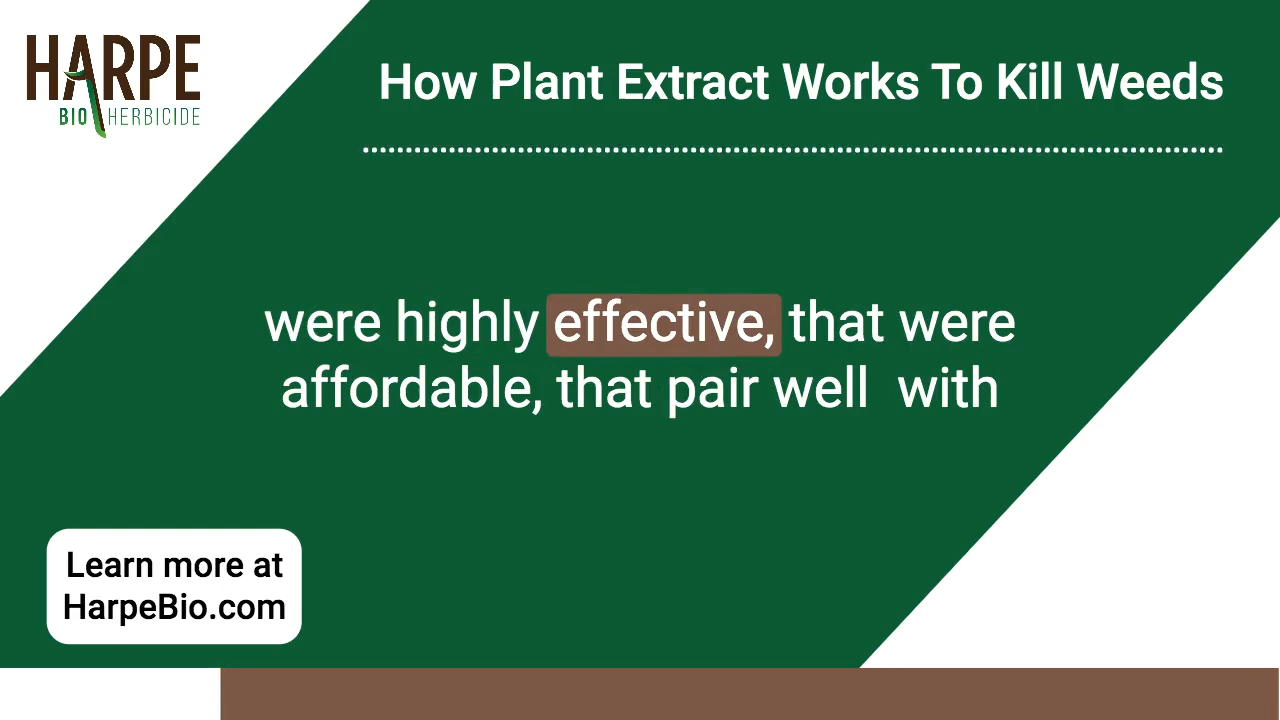 HARPE
BIO HERBICIDE
How Plant Extract Works To Kill Weeds
were highly effective, that were
affordable, that pair well with
Learn more at
HarpeBio.com